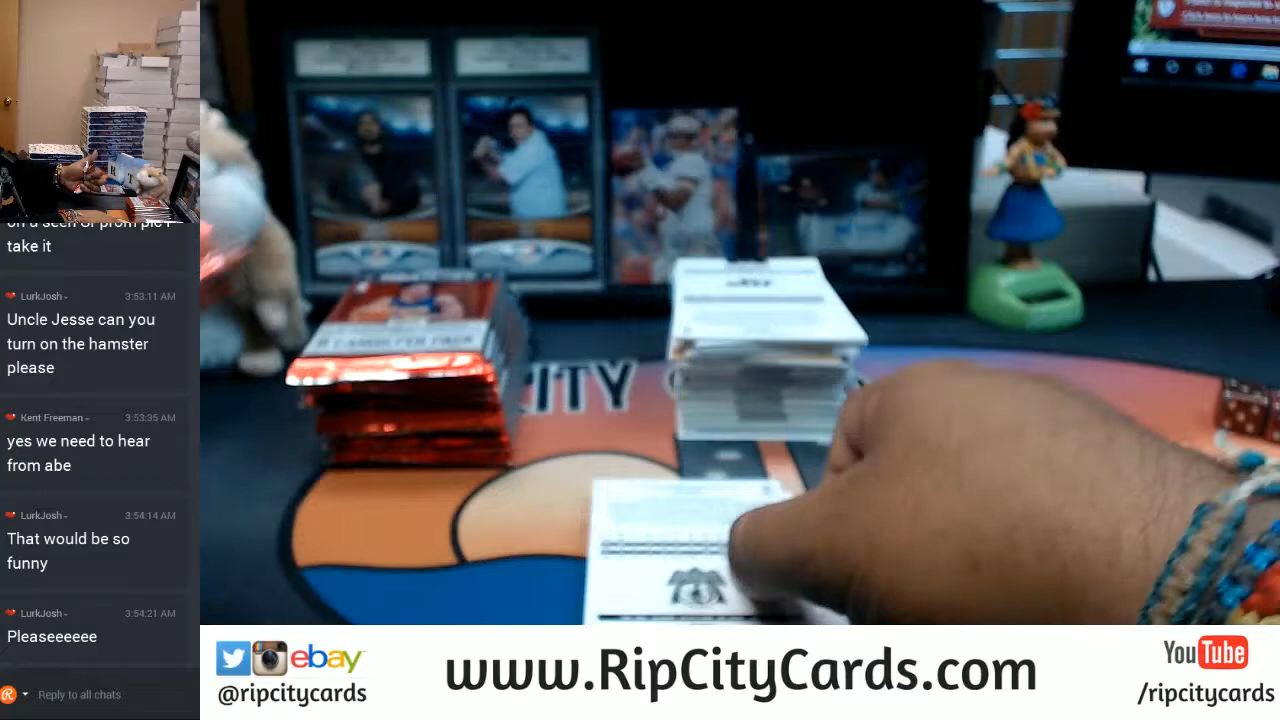 take it
LurkJosh 3:53:11 AM
Uncle Jesse can you
turn on the hamster
please
Kent Freeman 3:53:35 AM
yes we need to hear
from abe
LurkJosh 3:54:14 AM
That would be so
funny
LurkJosh 3:54:21 AM
Pleaseeeeee
Reply to all chats
CITY
ebay
@ripcitycards
www.RipCityCards.com
YouTube
/ripcitycards